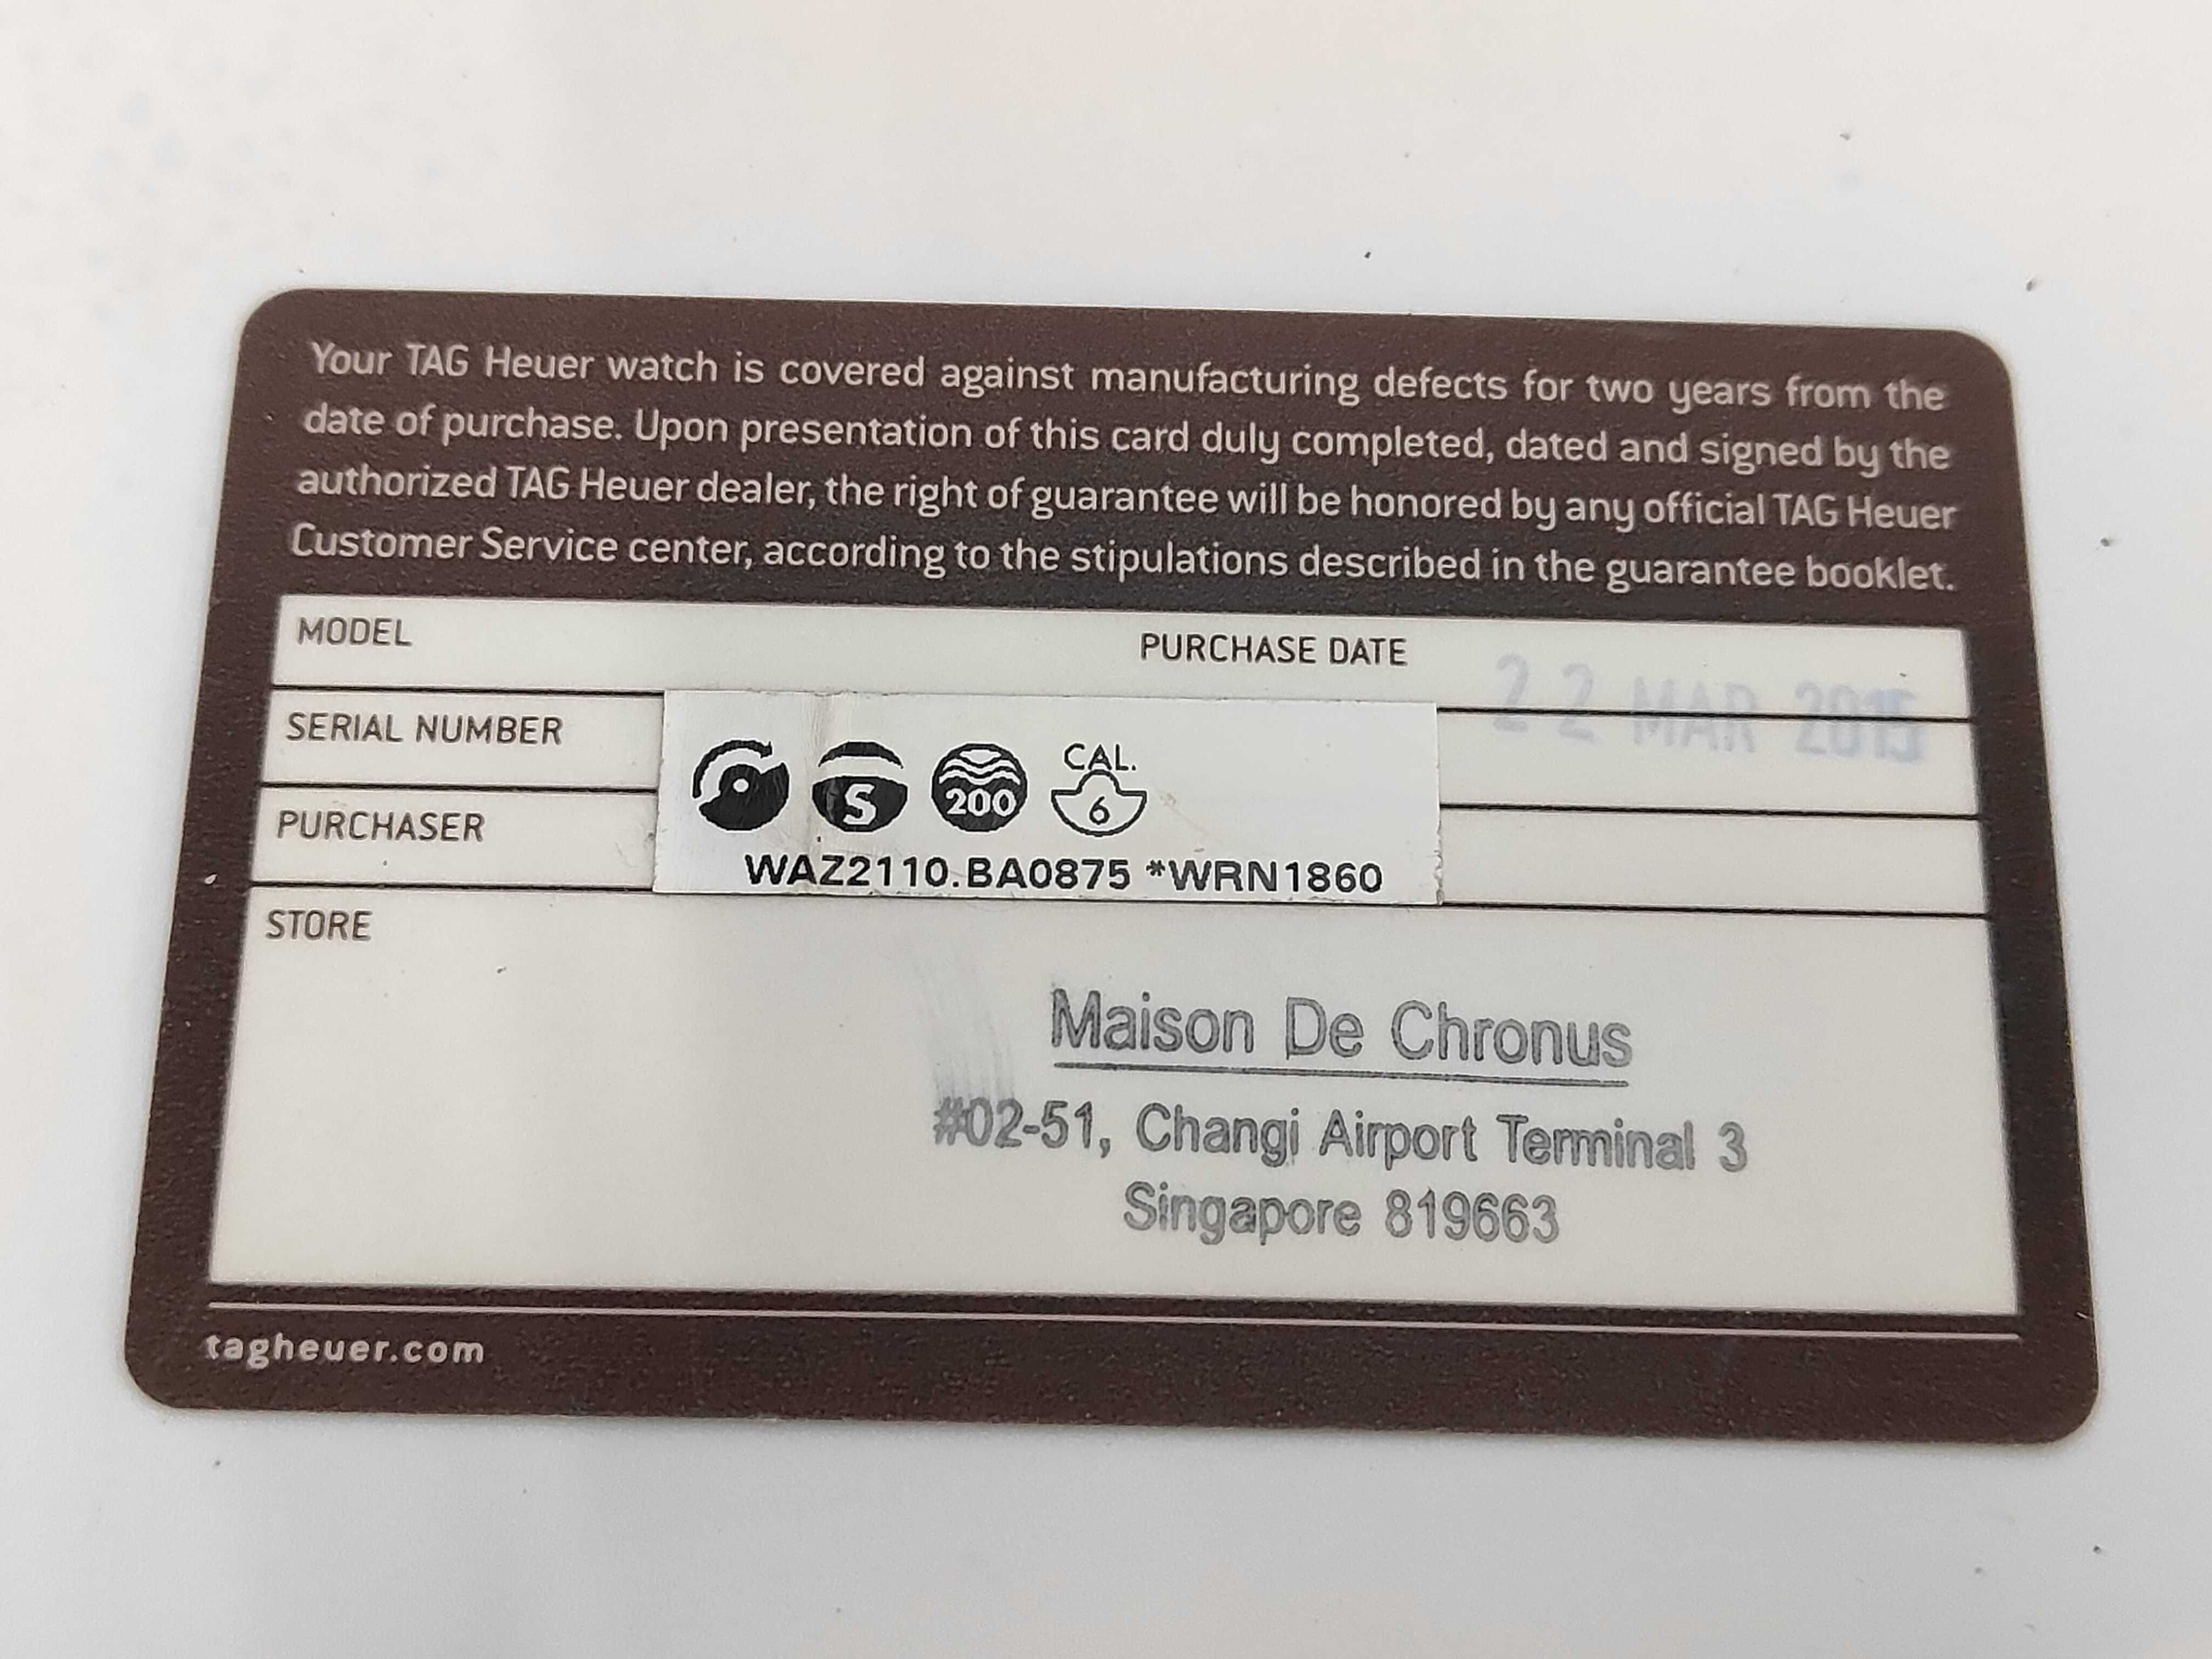 Your TAG Heuer watch is covered against manufacturing defects for two years from the
date of purchase. Upon presentation of this card duly completed, dated and signed by the
authorized TAG Heuer dealer, the right of guarantee will be honored by any official TAG Heuer
Customer Service center, according to the stipulations described in the guarantee booklet.
MODEL
PURCHASE DATE
22 MAR 2015
SERIAL NUMBER
S
200
CAL.
6
PURCHASER
WAZ2110.BA0875 *WRN1860
STORE
Maison De Chronus
#02-51, Changi Airport Terminal 3
Singapore 819663
tagheuer.com